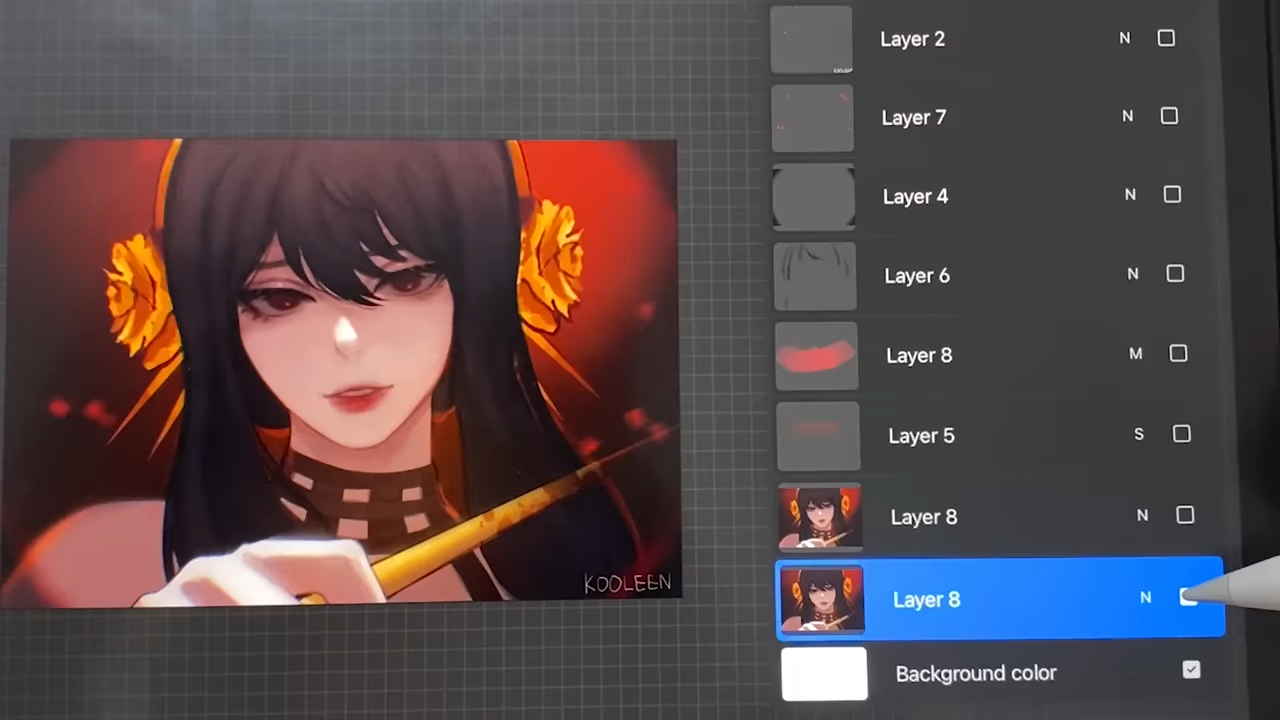 Layer 2 N
Layer 7 N
Layer 4 N
Layer 6 N
Layer 8 M
Layer 5 S
Layer 8 N
Layer 8 N
Background color
KOOLEEN